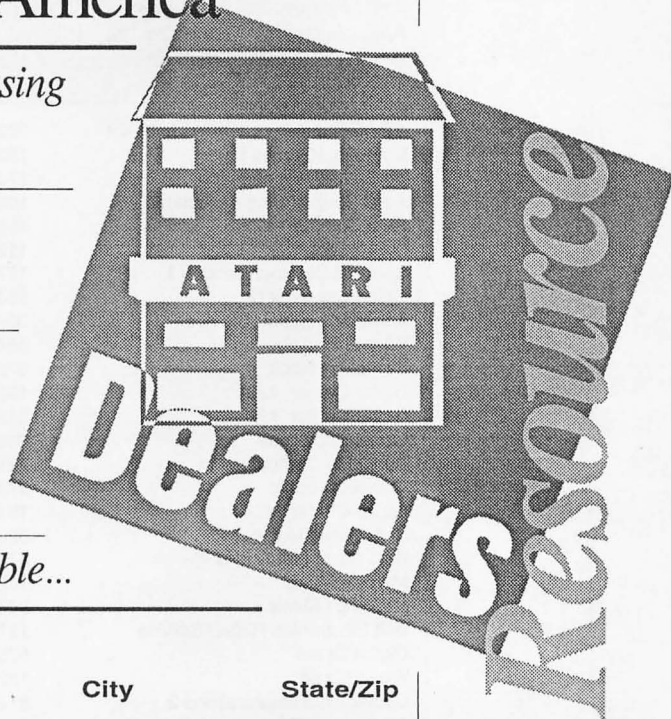 America
sing
ATARI
Dealers
Resource
ble...
City State/Zip